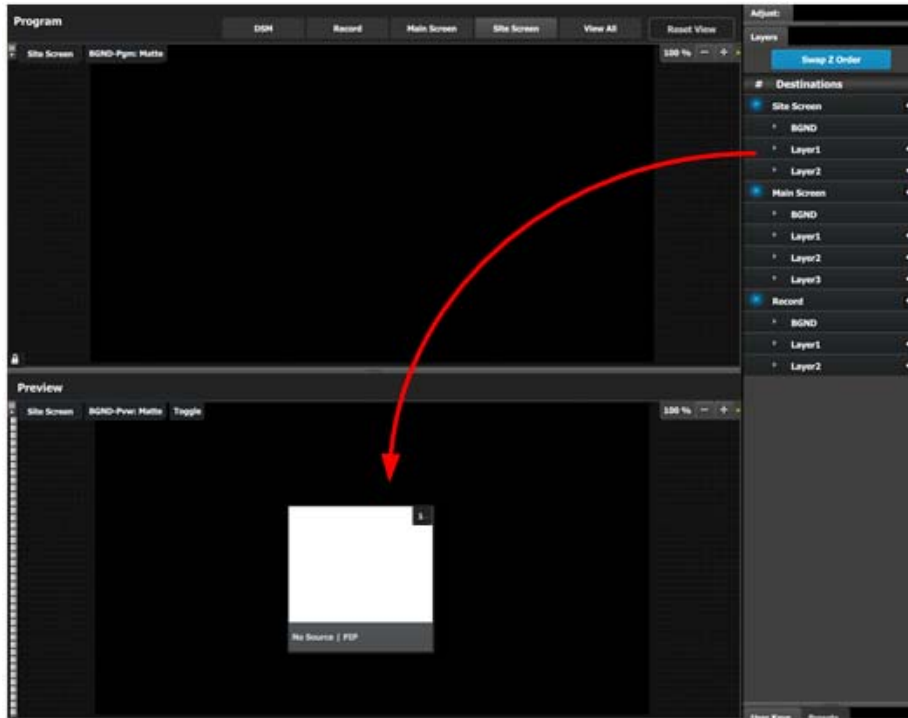 Program
DSM Record Main Screen Site Screen View All Reset View
Site Screen BGND-Pgm: Matte 100 % − +
Adjust:
Layers
Swap Z Order
# Destinations
Site Screen
BGND
Layer1
Layer2
Main Screen
BGND
Layer1
Layer2
Layer3
Record
BGND
Layer1
Layer2
Preview
Site Screen BGND-Pvw: Matte Toggle 100 % − +
1
No Source | PIP